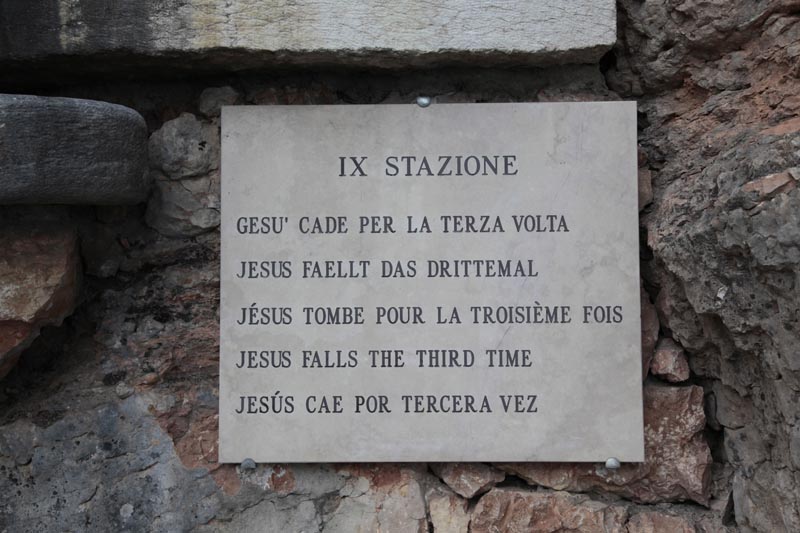 IX STAZIONE
GESU' CADE PER LA TERZA VOLTA
JESUS FAELLT DAS DRITTEMAL
JÉSUS TOMBE POUR LA TROISIÈME FOIS
JESUS FALLS THE THIRD TIME
JESÚS CAE POR TERCERA VEZ